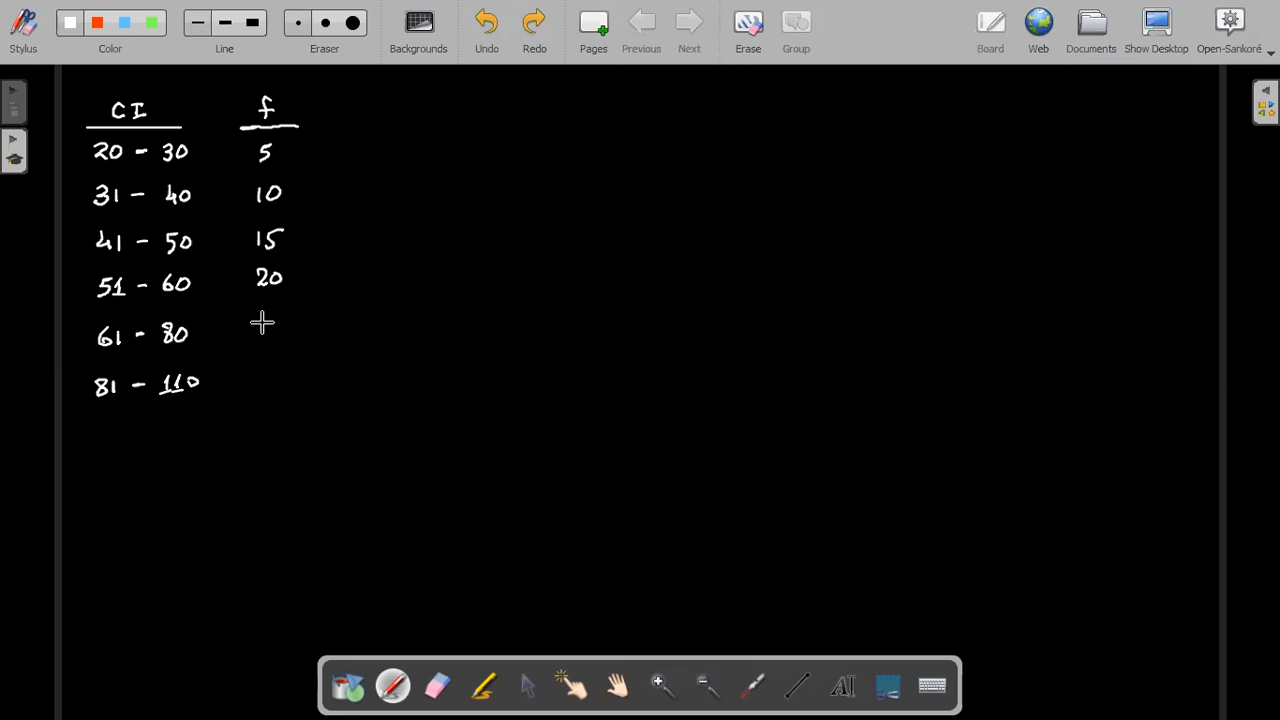 Stylus Color Line Eraser Backgrounds Undo Redo Pages Previous Next Erase Group Board Web Documents Show Desktop Open-Sankoré
CI f
20 - 30 5
31 - 40 10
41 - 50 15
51 - 60 20
61 - 80
81 - 110
AI